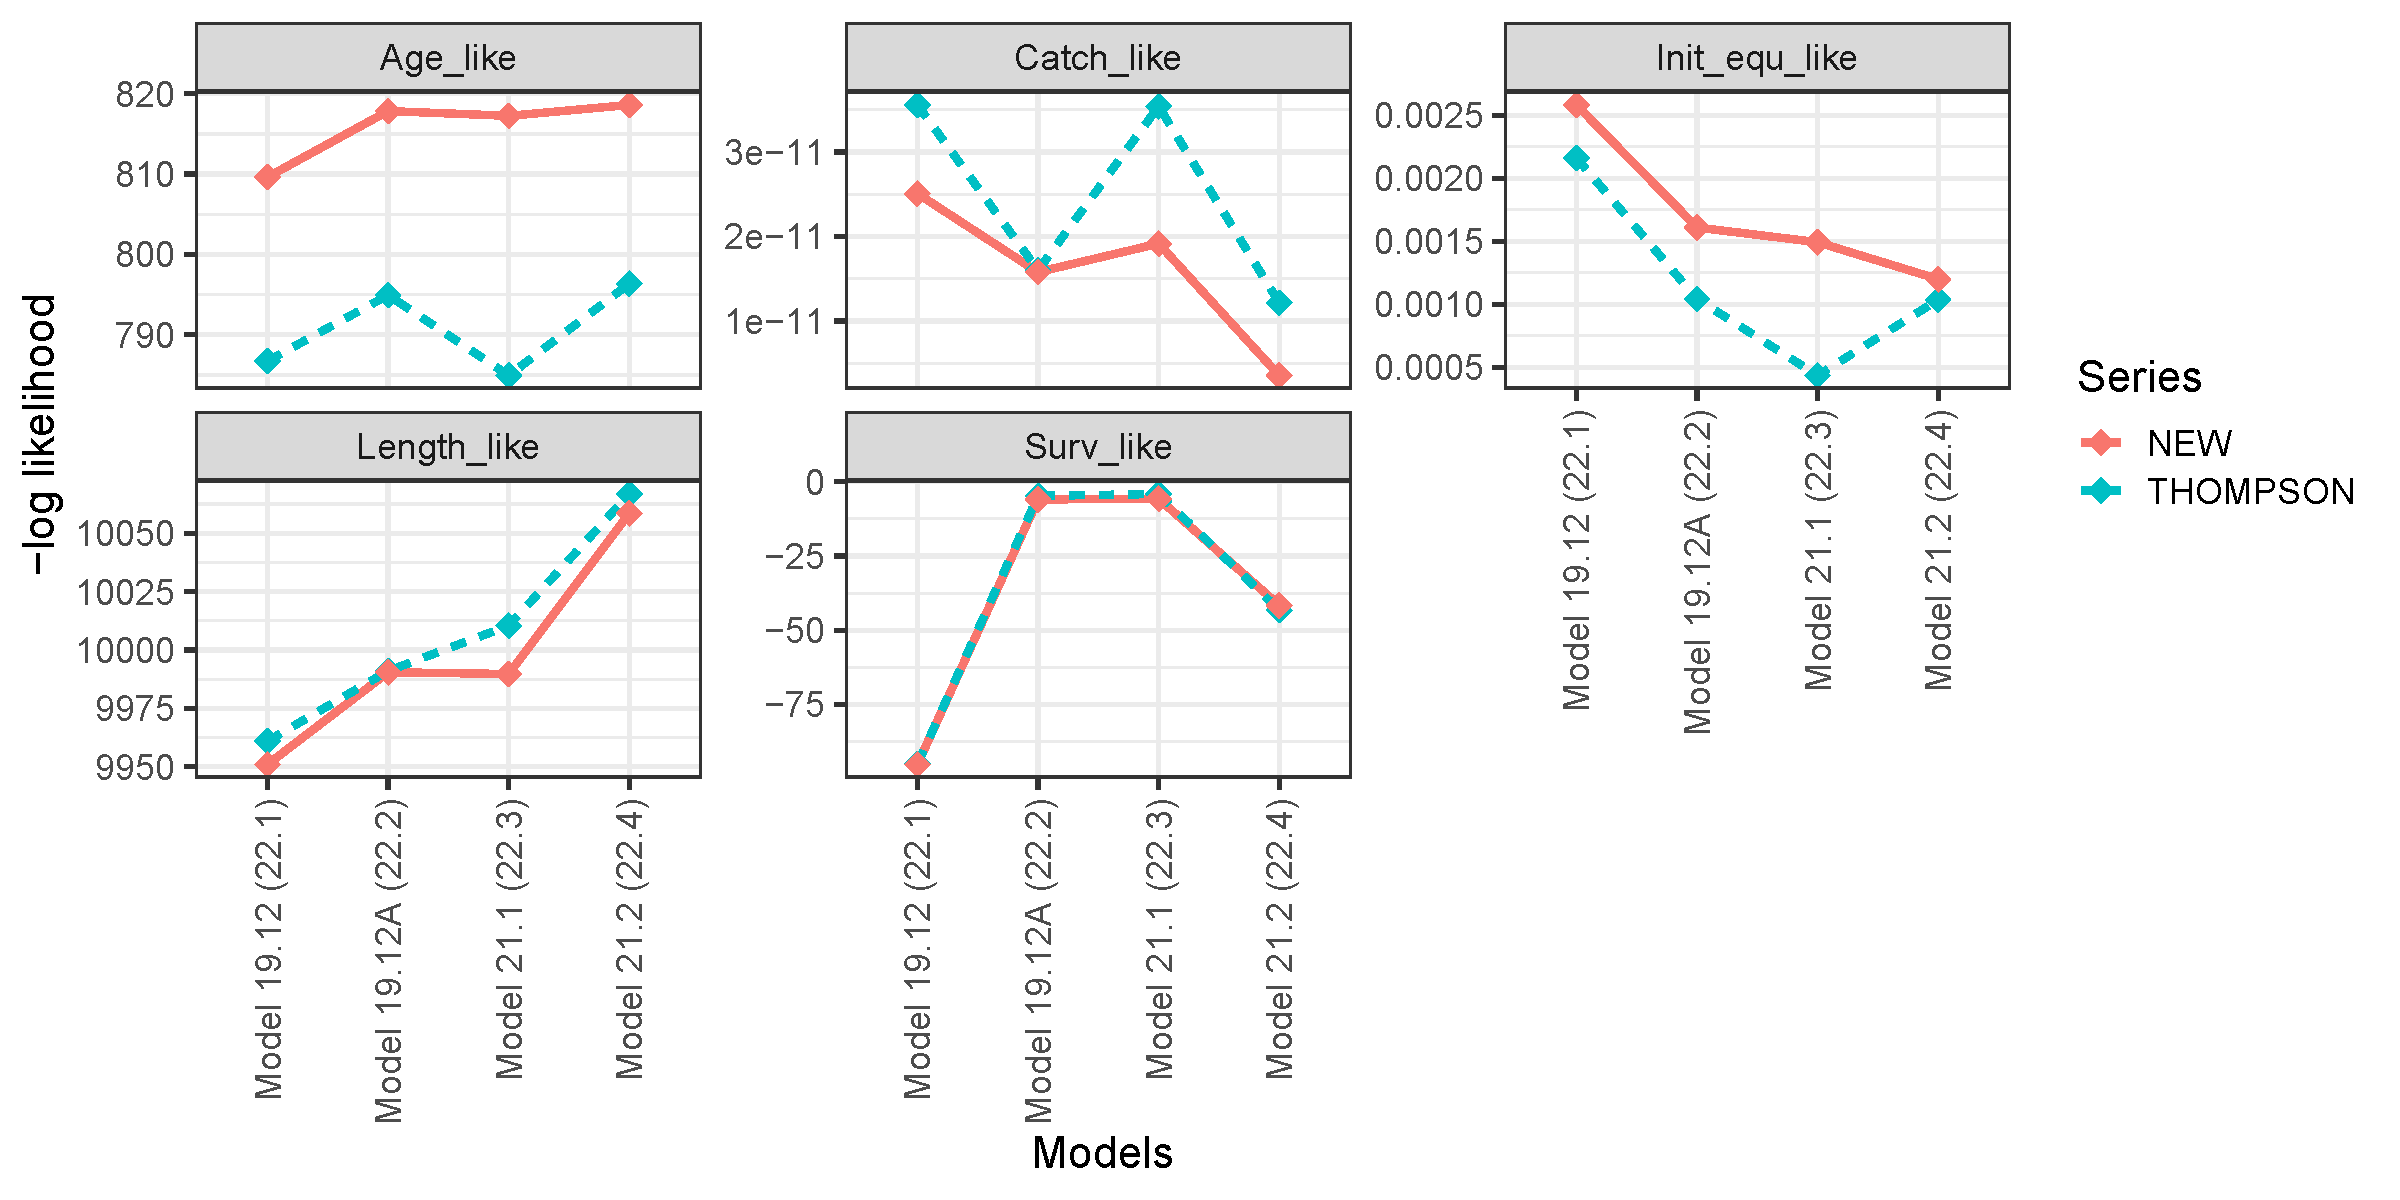 Age_like
Catch_like
Init_equ_like
820
810
800
790
3e−11
2e−11
1e−11
0.0025
0.0020
0.0015
0.0010
0.0005
Length_like
Surv_like
10050
10025
10000
9975
9950
0
−25
−50
−75
Model 19.12 (22.1)
Model 19.12A (22.2)
Model 21.1 (22.3)
Model 21.2 (22.4)
Model 19.12 (22.1)
Model 19.12A (22.2)
Model 21.1 (22.3)
Model 21.2 (22.4)
Model 19.12 (22.1)
Model 19.12A (22.2)
Model 21.1 (22.3)
Model 21.2 (22.4)
−log likelihood
Models
Series
NEW
THOMPSON